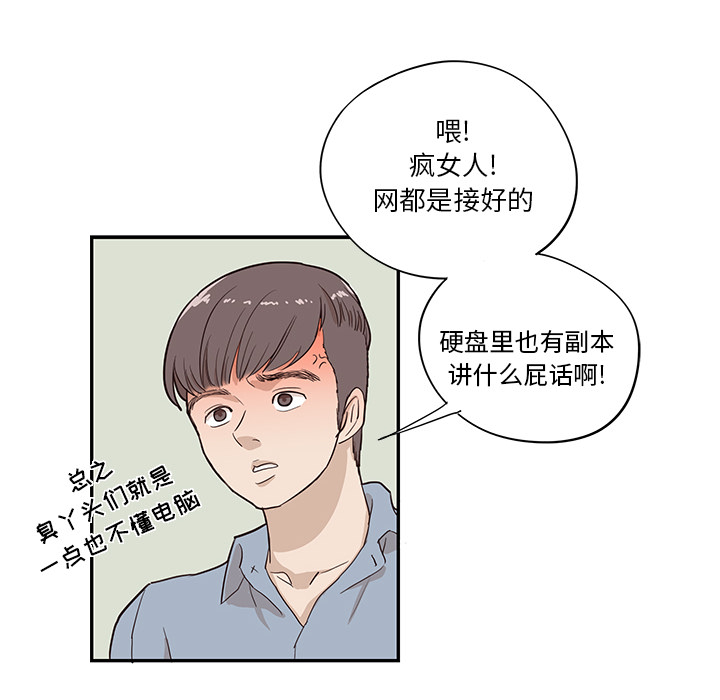 喂!
疯女人!
网都是接好的
硬盘里也有副本
讲什么屁话啊!
总之
臭丫头们就是
一点也不懂电脑